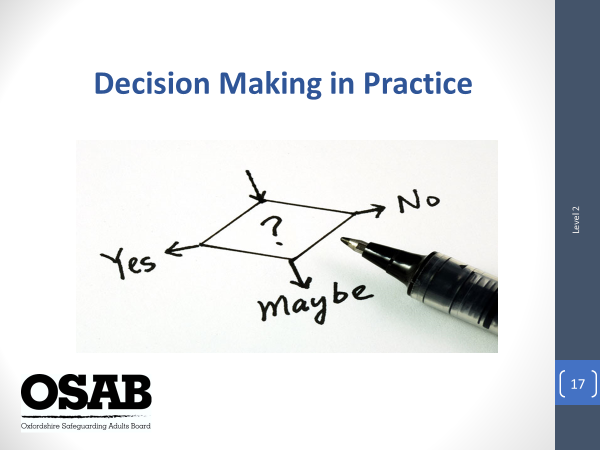 Decision Making in Practice
?
No
Yes
Maybe
Level 2
17
OSAB
Oxfordshire Safeguarding Adults Board